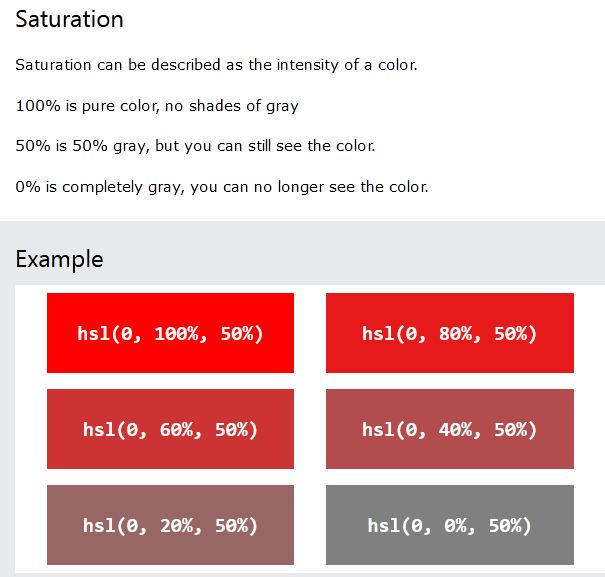 Saturation
Saturation can be described as the intensity of a color.
100% is pure color, no shades of gray
50% is 50% gray, but you can still see the color.
0% is completely gray, you can no longer see the color.
Example
hsl(0, 100%, 50%)
hsl(0, 80%, 50%)
hsl(0, 60%, 50%)
hsl(0, 40%, 50%)
hsl(0, 20%, 50%)
hsl(0, 0%, 50%)